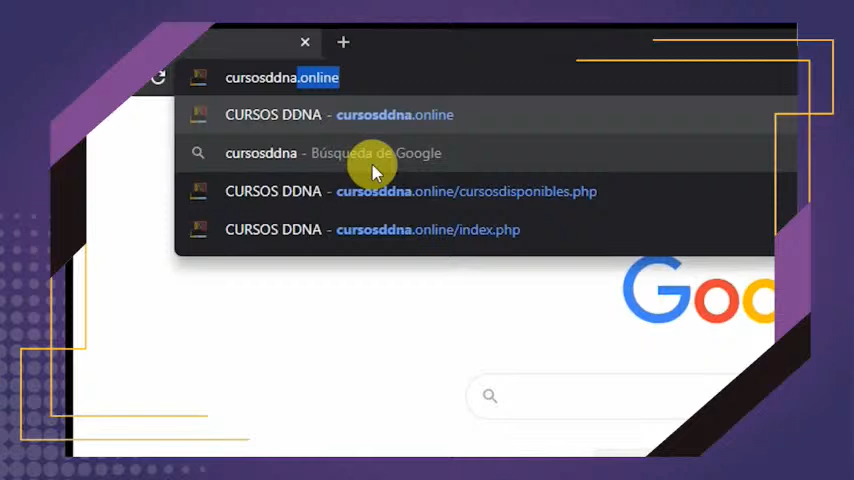 cursosddna.online
CURSOS DDNA - cursosddna.online
cursosddna - Búsqueda de Google
CURSOS DDNA - cursosddna.online/cursosdisponibles.php
CURSOS DDNA - cursosddna.online/index.php
Goo